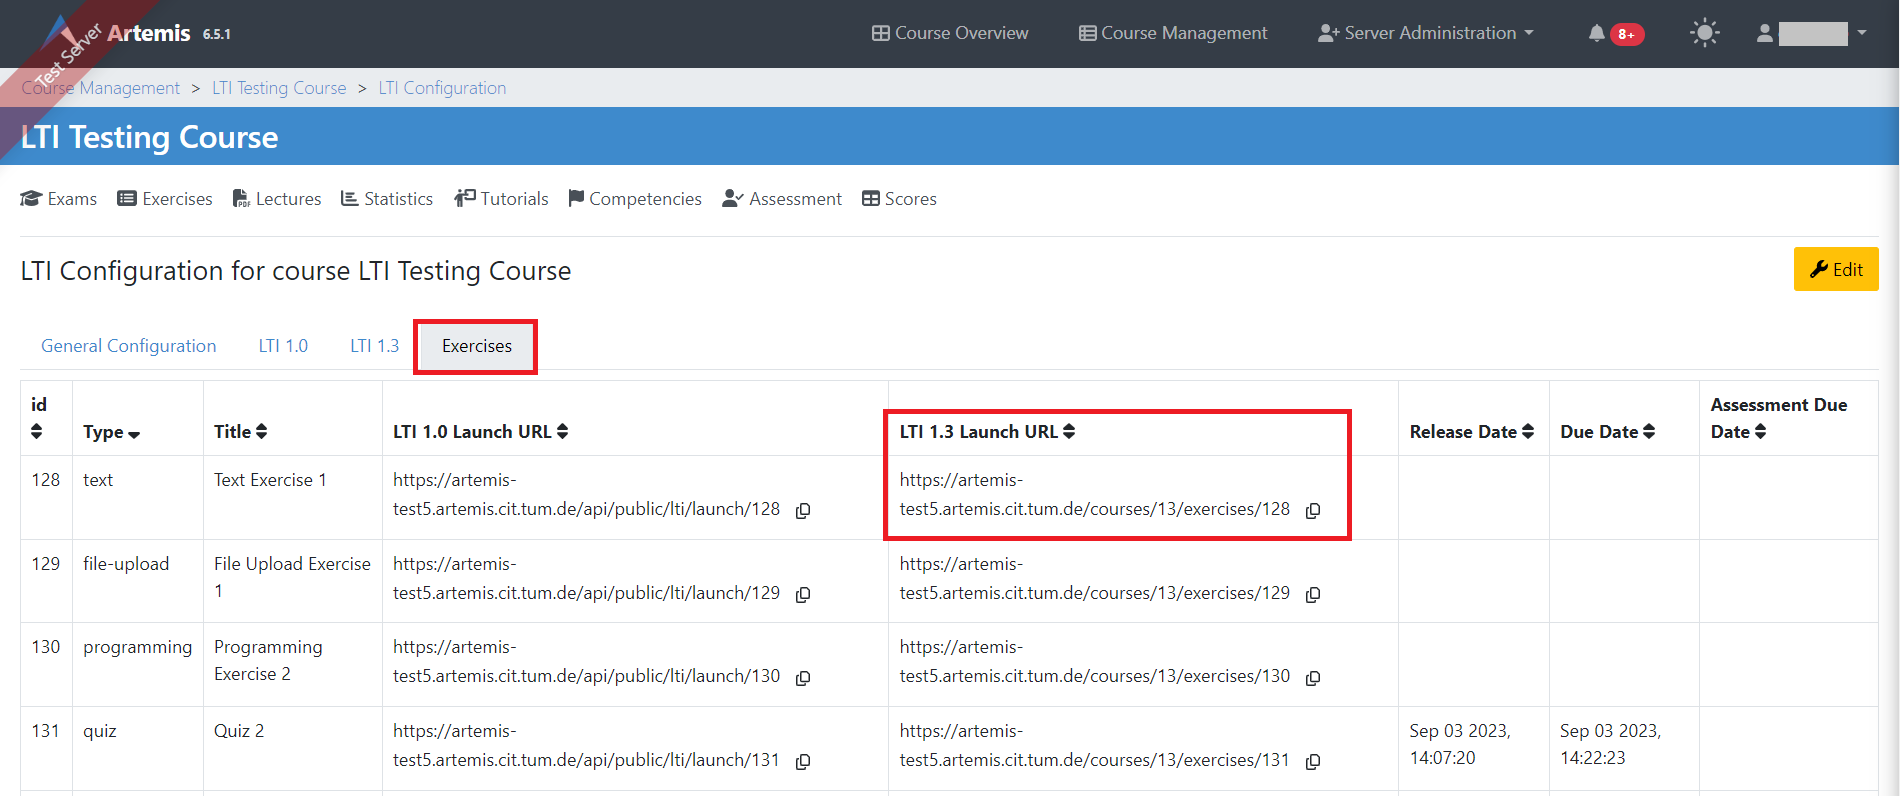 Test Server
Artemis 6.5.1
Course Overview
Course Management
Server Administration
8+
Course Management > LTI Testing Course > LTI Configuration
LTI Testing Course
Exams
Exercises
PDF Lectures
Statistics
Tutorials
Competencies
Assessment
Scores
LTI Configuration for course LTI Testing Course
Edit
General Configuration
LTI 1.0
LTI 1.3
Exercises
id
Type
Title
LTI 1.0 Launch URL
LTI 1.3 Launch URL
Release Date
Due Date
Assessment Due
Date
128
text
Text Exercise 1
https://artemis-
test5.artemis.cit.tum.de/api/public/lti/launch/128
https://artemis-
test5.artemis.cit.tum.de/courses/13/exercises/128
129
file-upload
File Upload Exercise
1
https://artemis-
test5.artemis.cit.tum.de/api/public/lti/launch/129
https://artemis-
test5.artemis.cit.tum.de/courses/13/exercises/129
130
programming
Programming
Exercise 2
https://artemis-
test5.artemis.cit.tum.de/api/public/lti/launch/130
https://artemis-
test5.artemis.cit.tum.de/courses/13/exercises/130
131
quiz
Quiz 2
https://artemis-
test5.artemis.cit.tum.de/api/public/lti/launch/131
https://artemis-
test5.artemis.cit.tum.de/courses/13/exercises/131
Sep 03 2023,
14:07:20
Sep 03 2023,
14:22:23